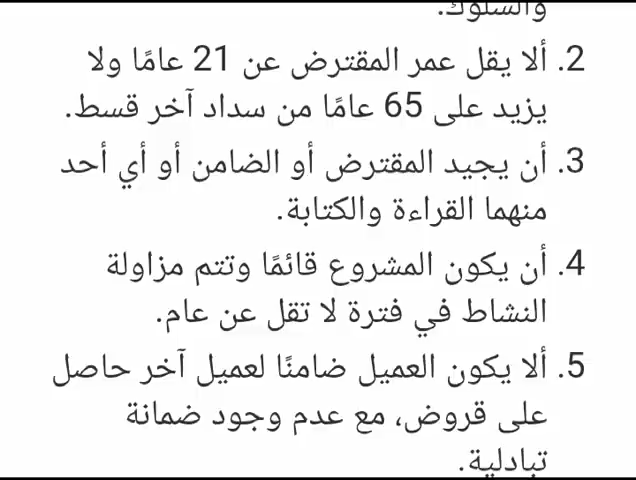 والسلوك.
2. ألا يقل عمر المقترض عن 21 عامًا ولا
يزيد على 65 عامًا من سداد آخر قسط.
3. أن يجيد المقترض أو الضامن أو أي أحد
منهما القراءة والكتابة.
4. أن يكون المشروع قائمًا وتتم مزاولة
النشاط في فترة لا تقل عن عام.
5. ألا يكون العميل ضامنًا لعميل آخر حاصل
على قروض، مع عدم وجود ضمانة
تبادلية.